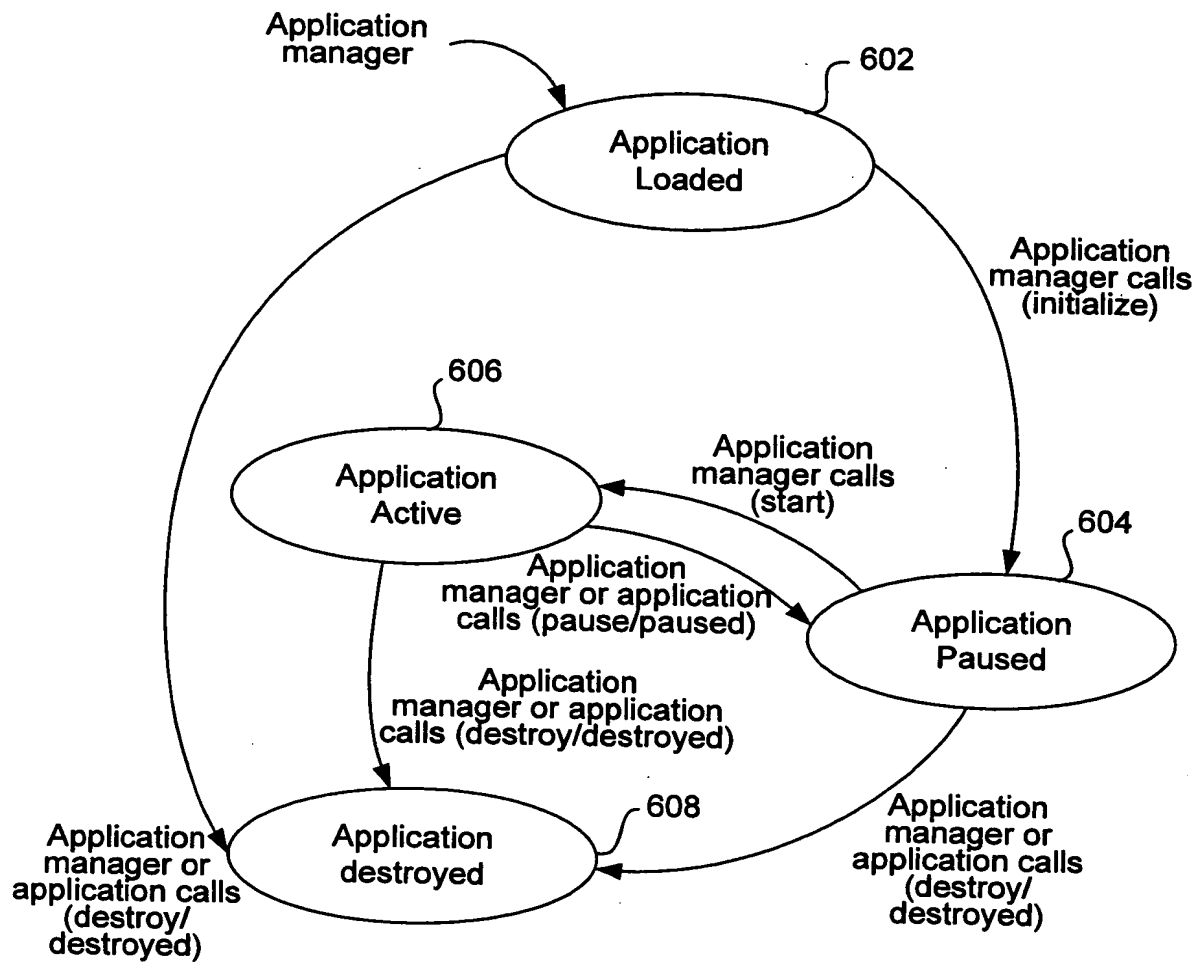 Application
manager
602
Application
Loaded
Application
manager calls
(initialize)
606
Application
Active
Application
manager calls
(start)
604
Application
manager or application
calls (pause/paused)
Application
Paused
Application
manager or application
calls (destroy/destroyed)
608
Application
destroyed
Application
manager or
application calls
(destroy/
destroyed)
Application
manager or
application calls
(destroy/
destroyed)